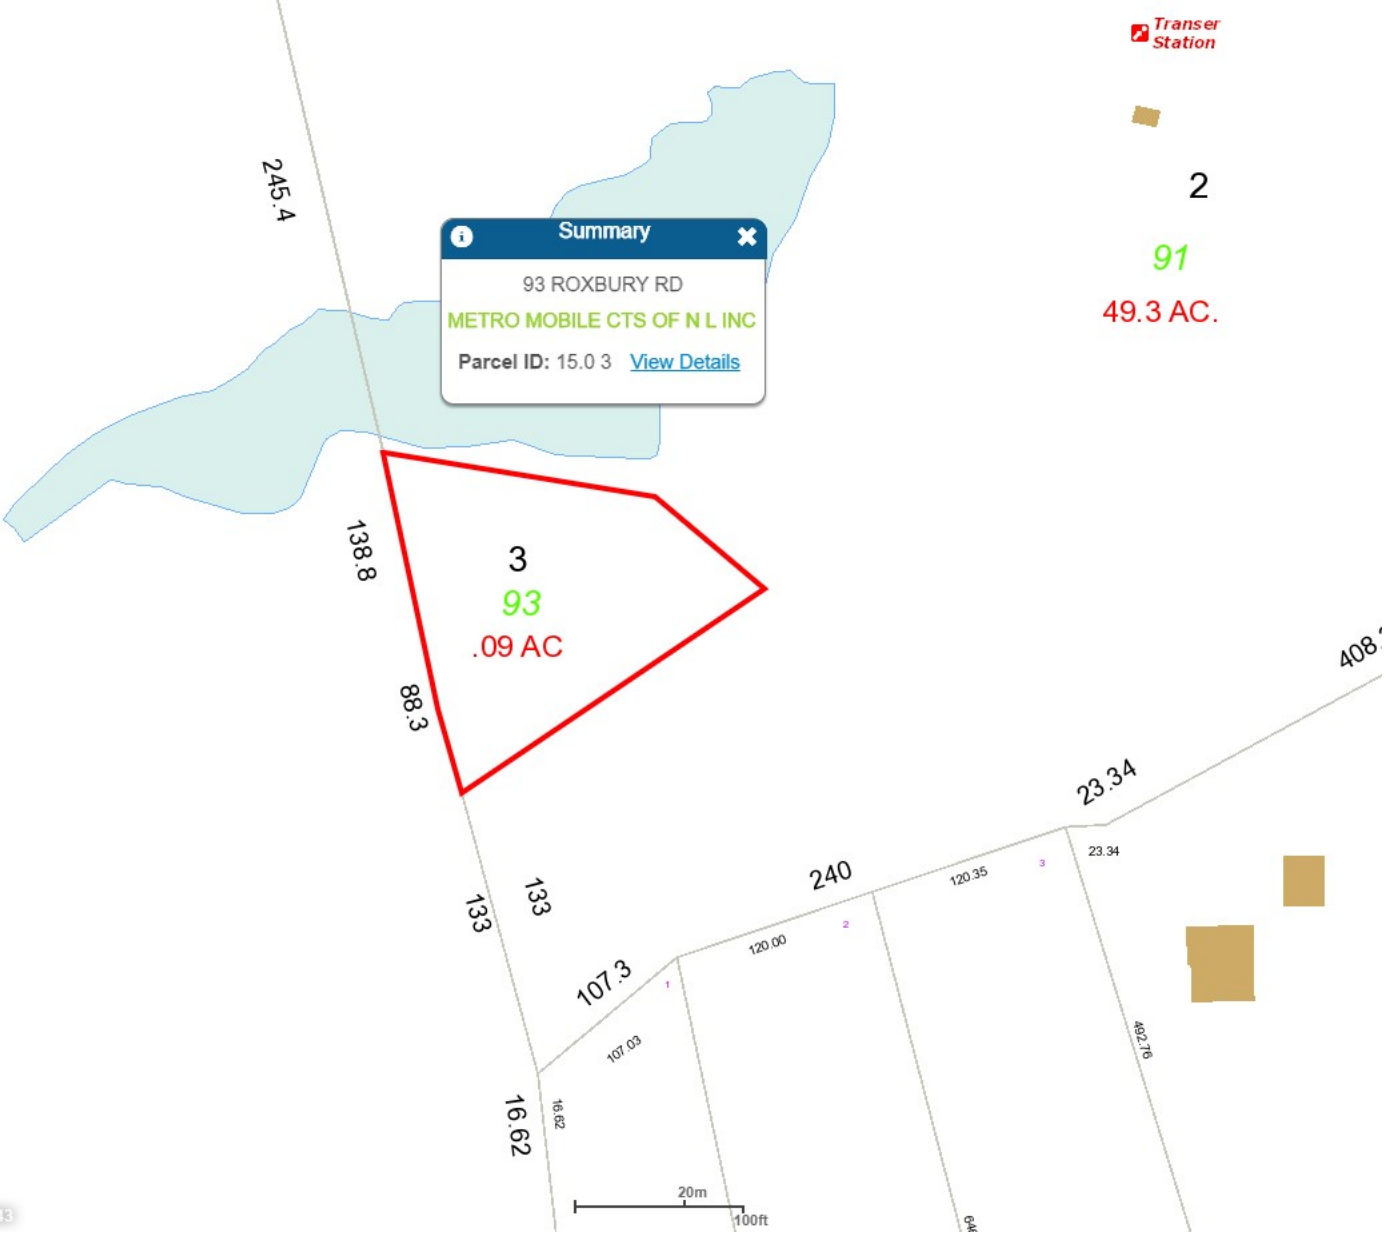 Transer
Station
245.4
2
91
49.3 AC.
Summary
93 ROXBURY RD
METRO MOBILE CTS OF N L INC
Parcel ID: 15.0 3 View Details
138.8
3
93
.09 AC
88.3
133
133
23.34
23.34
240
120.35
3
120.00
2
107.3
1
107.03
16.62
16.62
492.76
20m
100ft